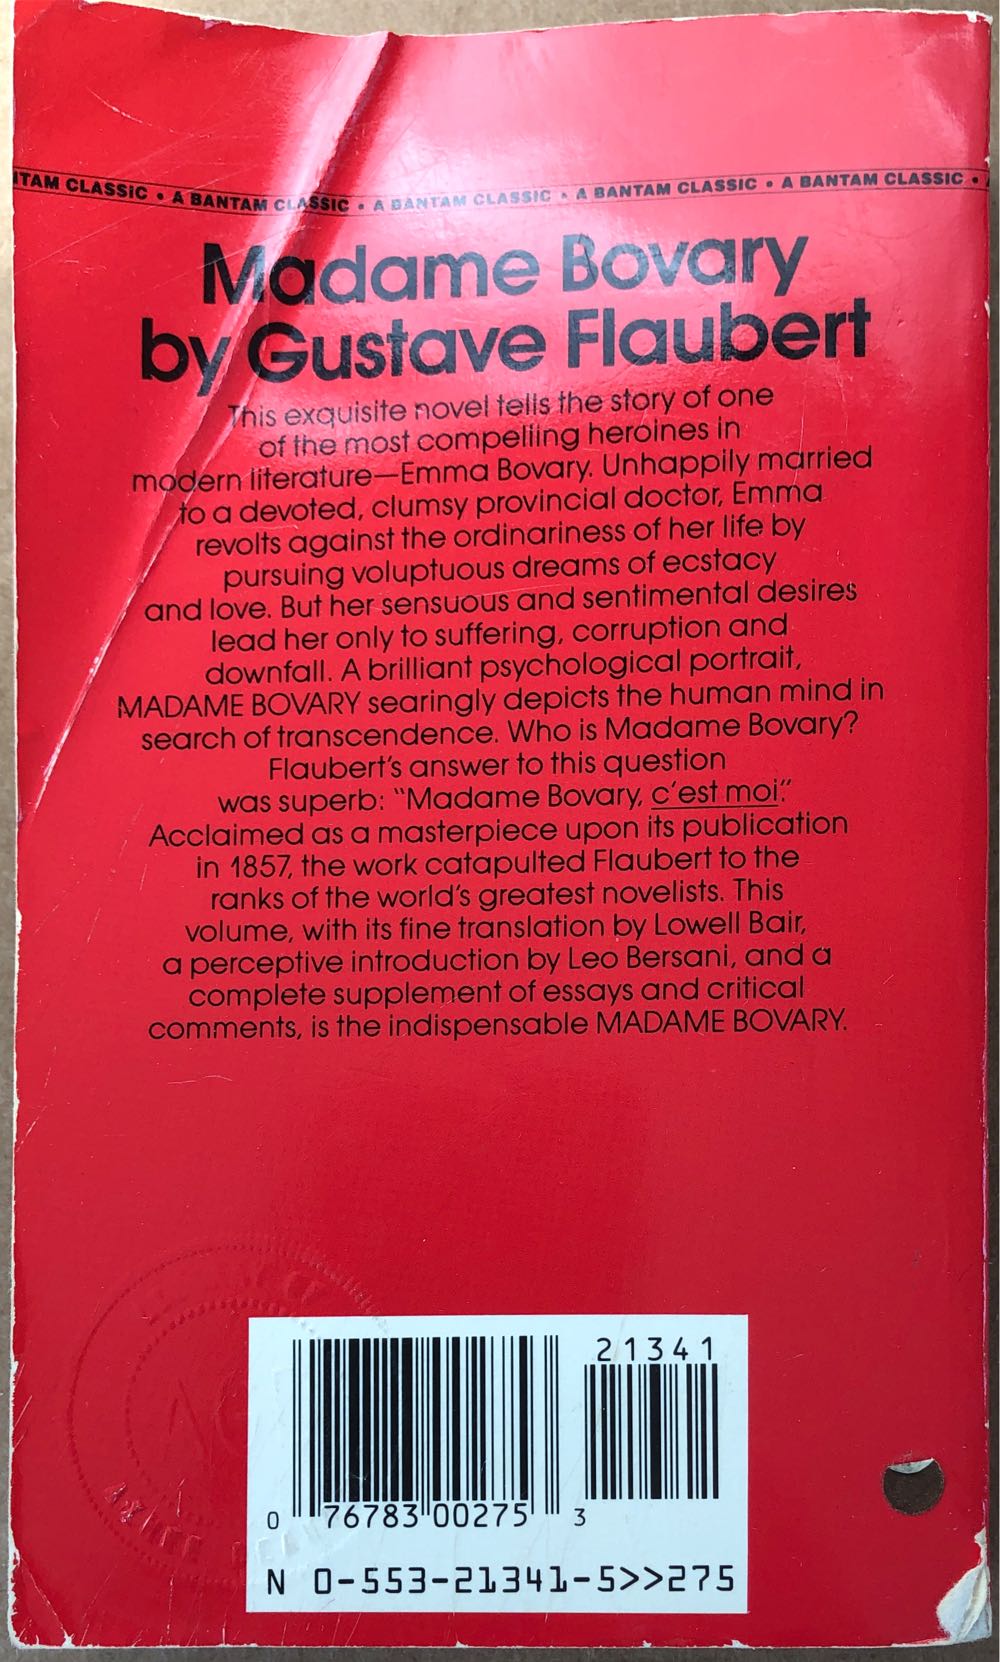 NTAM CLASSIC • A BANTAM CLASSIC • A BANTAM CLASSIC • A BANTAM CLASSIC • A BANTAM CLASSIC •
Madame Bovary
by Gustave Flaubert
This exquisite novel tells the story of one
of the most compelling heroines in
modern literature—Emma Bovary. Unhappily married
to a devoted, clumsy provincial doctor, Emma
revolts against the ordinariness of her life by
pursuing voluptuous dreams of ecstacy
and love. But her sensuous and sentimental desires
lead her only to suffering, corruption and
downfall. A brilliant psychological portrait,
MADAME BOVARY searingly depicts the human mind in
search of transcendence. Who is Madame Bovary?
Flaubert's answer to this question
was superb: "Madame Bovary, c'est moi."
Acclaimed as a masterpiece upon its publication
in 1857, the work catapulted Flaubert to the
ranks of the world's greatest novelists. This
volume, with its fine translation by Lowell Bair,
a perceptive introduction by Leo Bersani, and a
complete supplement of essays and critical
comments, is the indispensable MADAME BOVARY.
21341
0 76783 00275 3
N 0-553-21341-5>>275